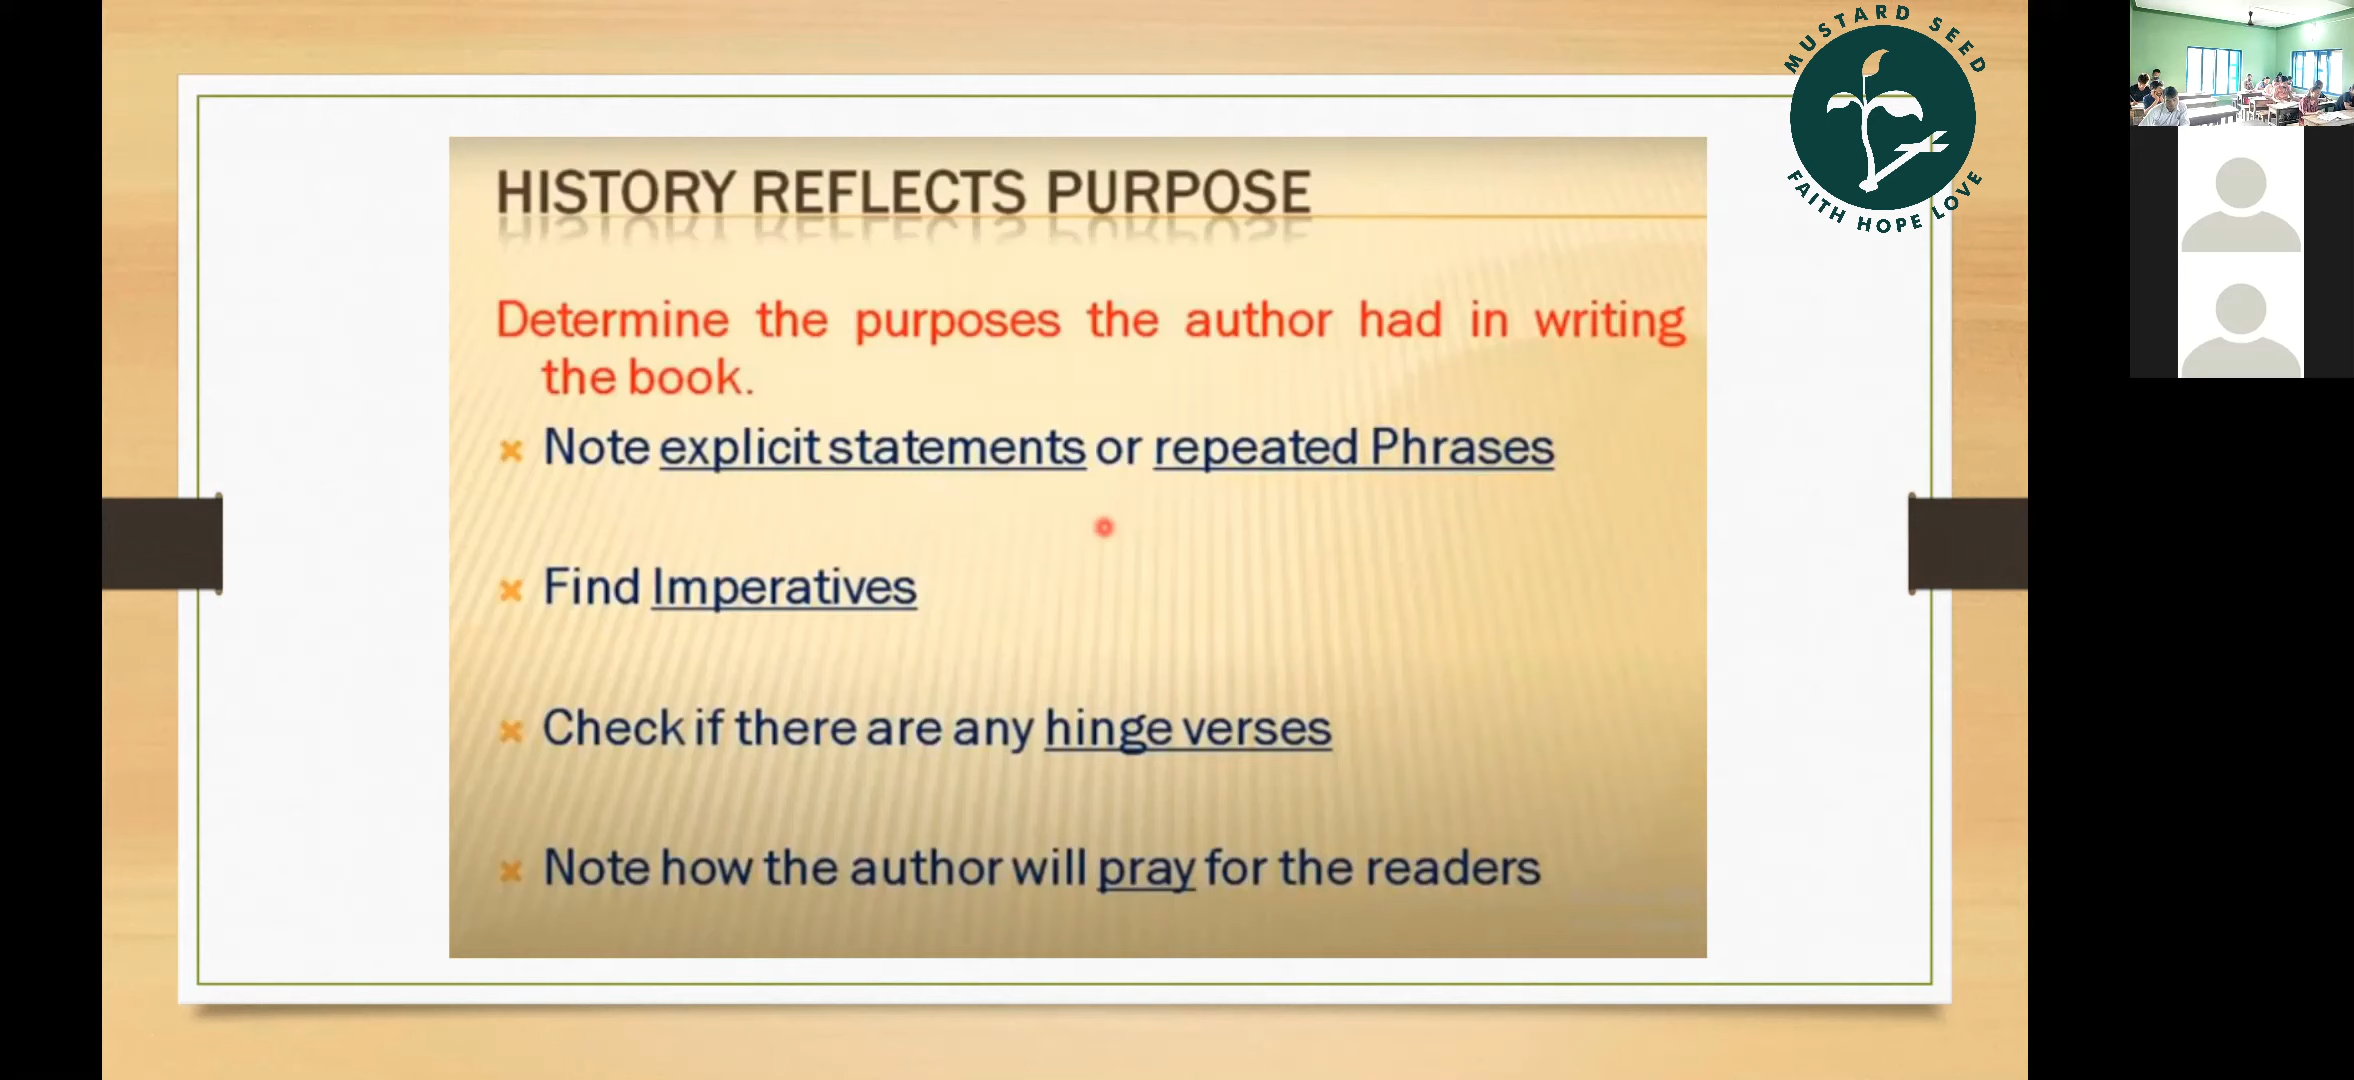 MUSTARD SEED
FAITH HOPE LOVE
HISTORY REFLECTS PURPOSE
Determine the purposes the author had in writing
the book.
Note explicit statements or repeated Phrases
Find Imperatives
Check if there are any hinge verses
Note how the author will pray for the readers